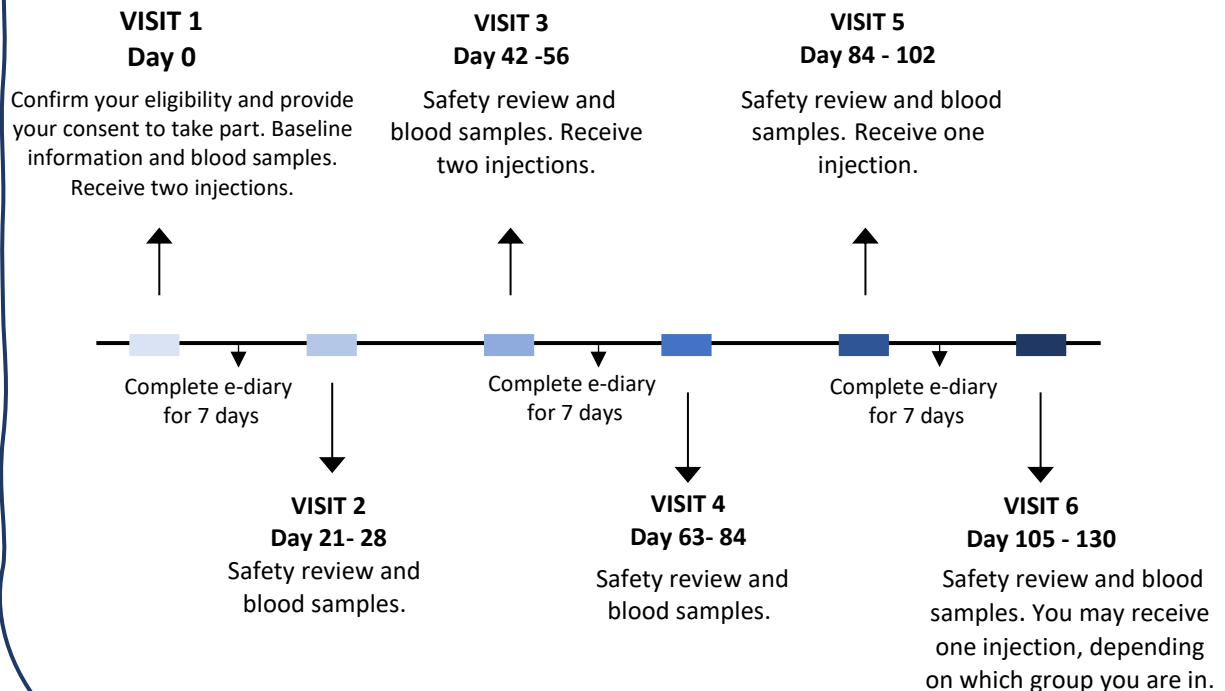 VISIT 1
Day 0
Confirm your eligibility and provide
your consent to take part. Baseline
information and blood samples.
Receive two injections.
VISIT 3
Day 42 -56
Safety review and
blood samples. Receive
two injections.
VISIT 5
Day 84 - 102
Safety review and blood
samples. Receive one
injection.
Complete e-diary
for 7 days
Complete e-diary
for 7 days
Complete e-diary
for 7 days
VISIT 2
Day 21- 28
Safety review and
blood samples.
VISIT 4
Day 63- 84
Safety review and
blood samples.
VISIT 6
Day 105 - 130
Safety review and blood
samples. You may receive
one injection, depending
on which group you are in.